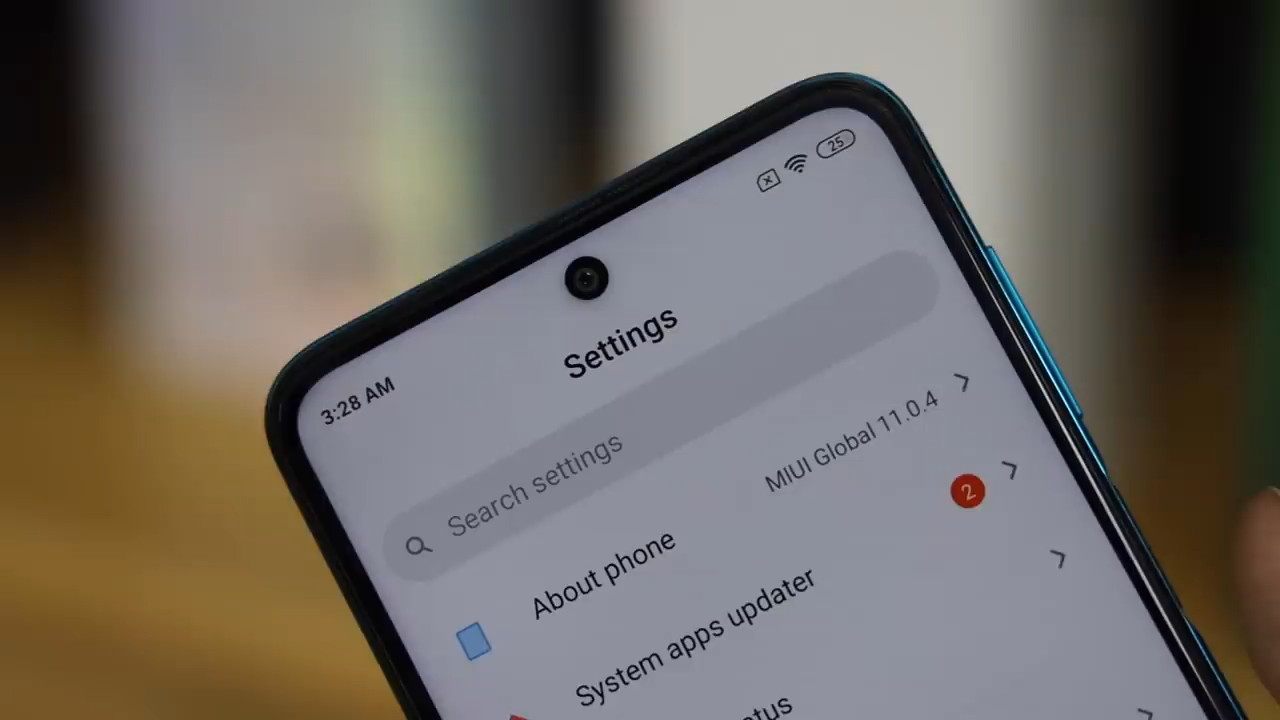 3:28 AM
25
Settings
Search settings
About phone
MIUI Global 11.0.4
System apps updater
2